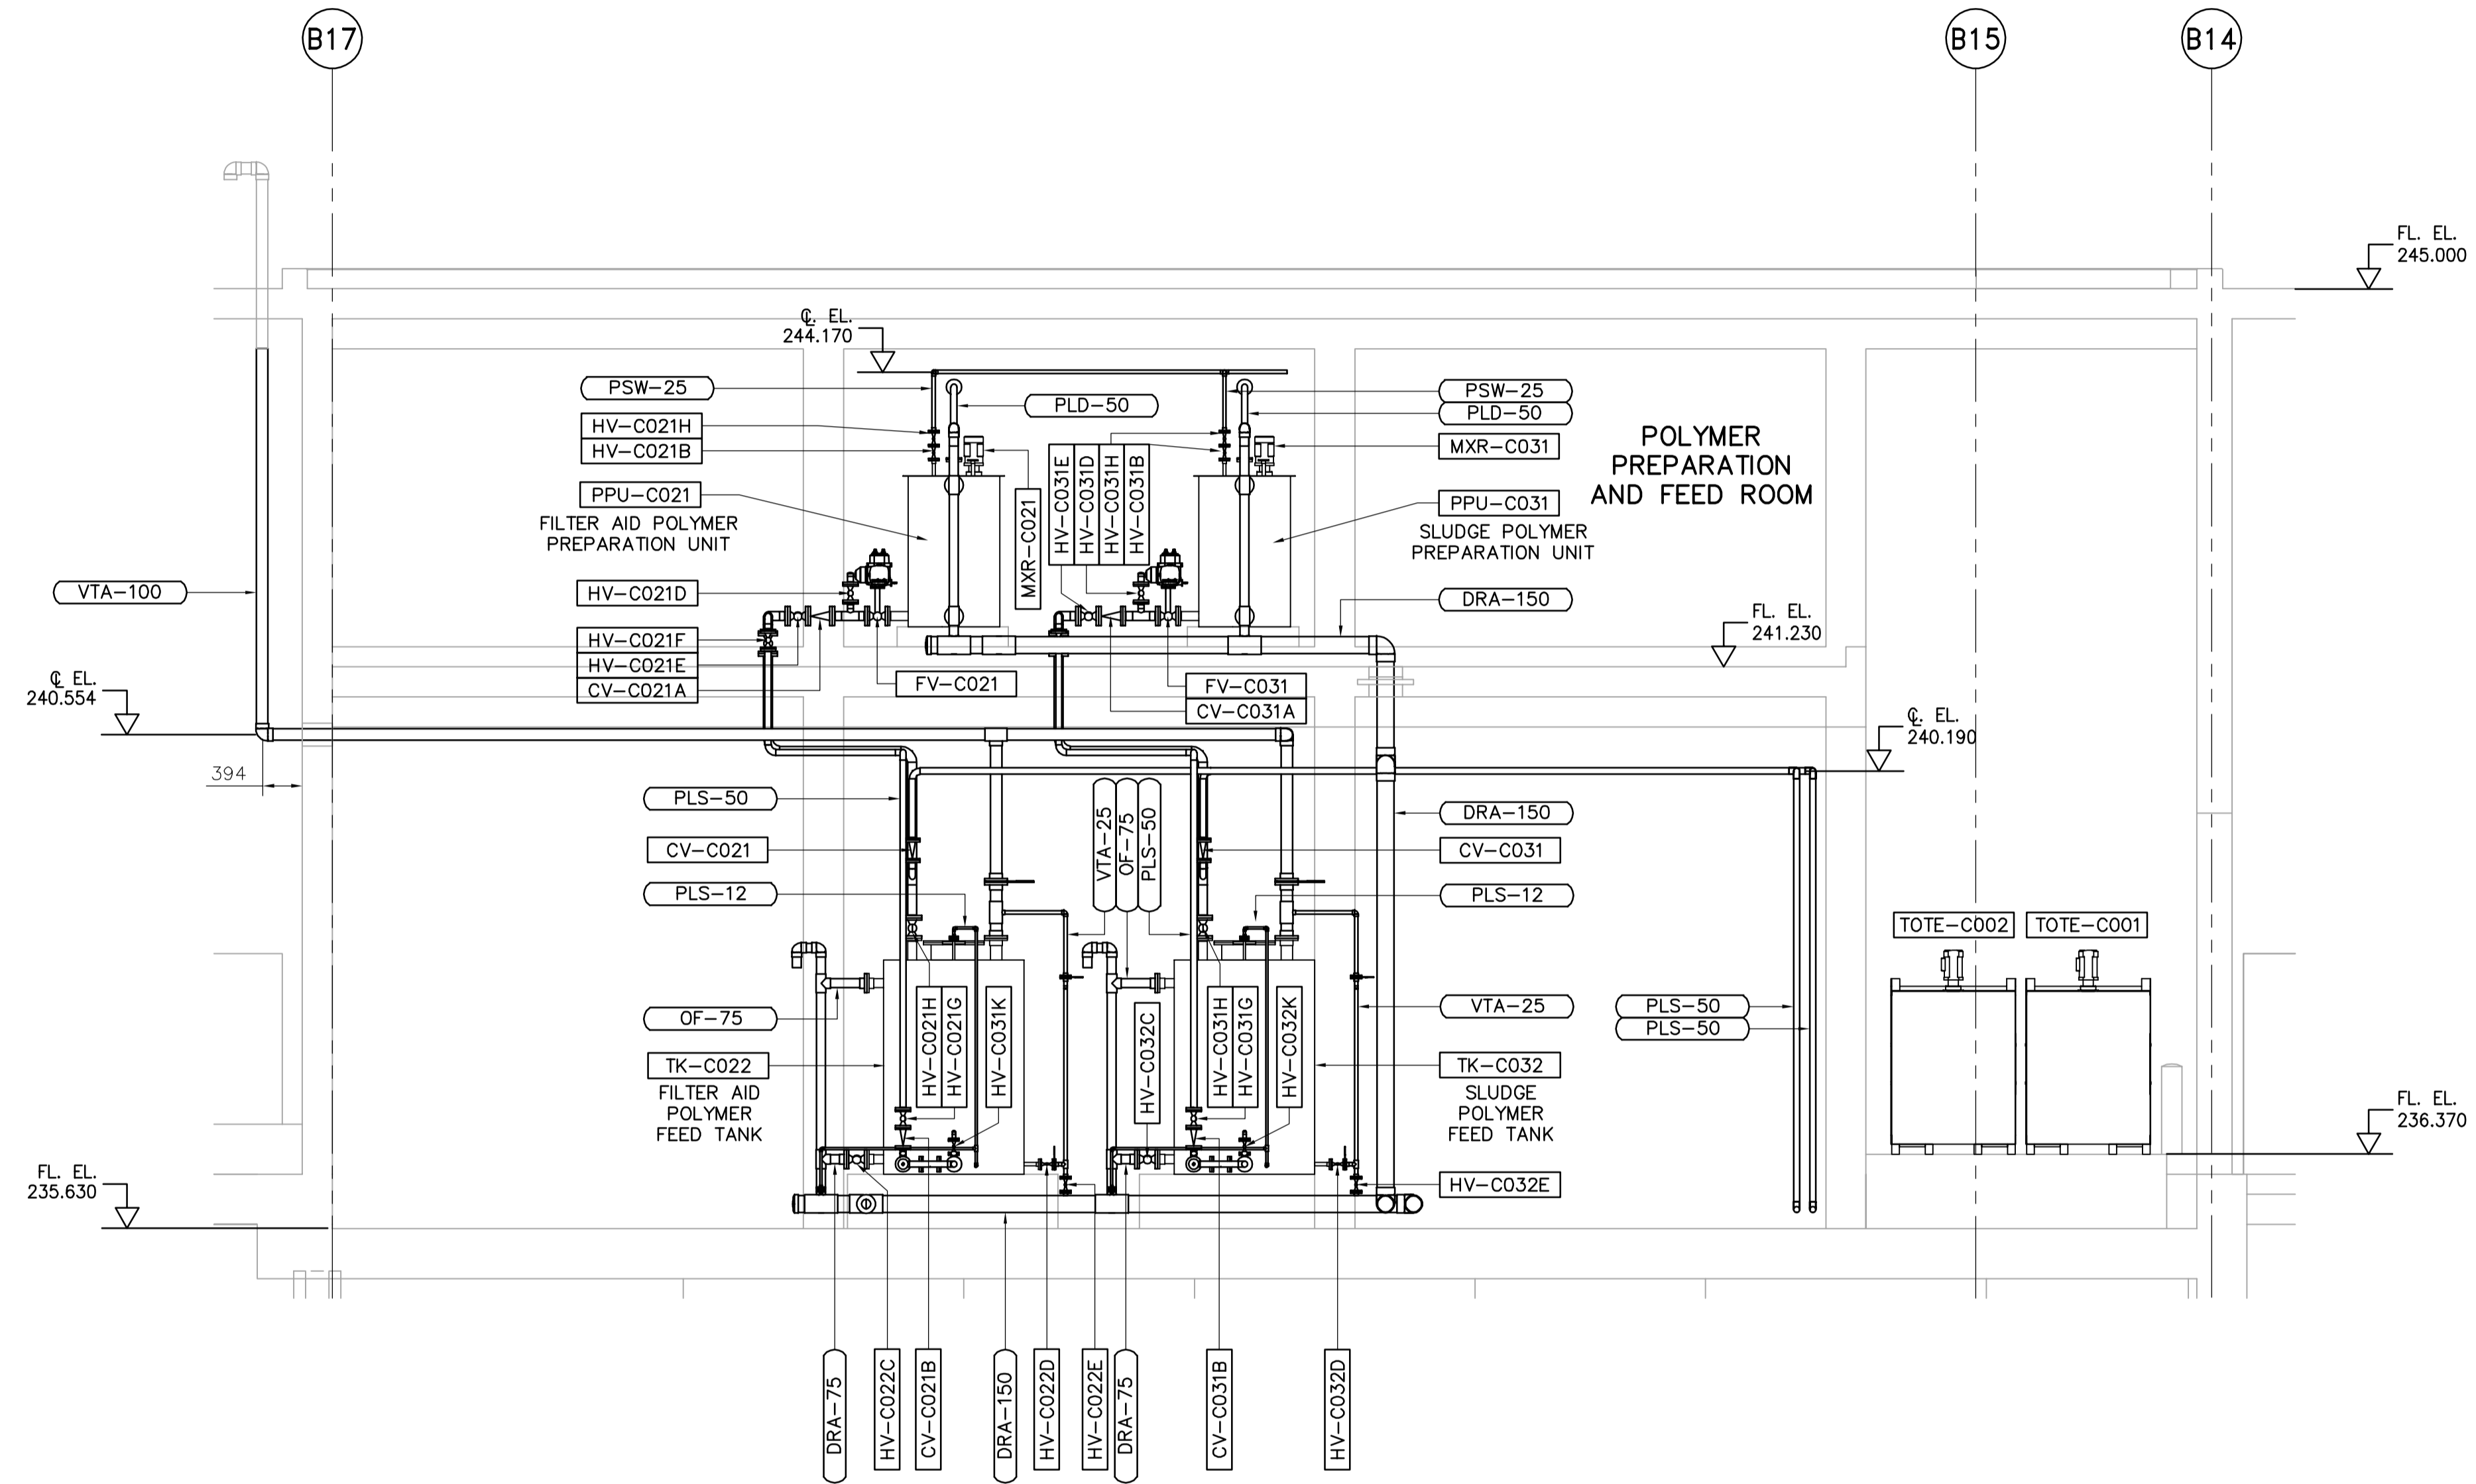 B17
B15
B14
FL. EL.
245.000
℄. EL.
244.170
PSW-25
PLD-50
PSW-25
PLD-50
HV-C021H
HV-C021B
MXR-C021
HV-C031E
HV-C031D
HV-C031H
HV-C031B
MXR-C031
POLYMER
PREPARATION
AND FEED ROOM
PPU-C021
FILTER AID POLYMER
PREPARATION UNIT
PPU-C031
SLUDGE POLYMER
PREPARATION UNIT
VTA-100
HV-C021D
DRA-150
FL. EL.
241.230
HV-C021F
HV-C021E
CV-C021A
FV-C021
FV-C031
CV-C031A
℄ EL.
240.554
℄. EL.
240.190
394
PLS-50
VTA-25
OF-75
PLS-50
DRA-150
CV-C021
CV-C031
PLS-12
PLS-12
TOTE-C002
TOTE-C001
OF-75
HV-C021H
HV-C021G
HV-C031K
HV-C032C
HV-C031H
HV-C031G
HV-C032K
VTA-25
PLS-50
PLS-50
TK-C022
FILTER AID
POLYMER
FEED TANK
TK-C032
SLUDGE
POLYMER
FEED TANK
FL. EL.
236.370
FL. EL.
235.630
HV-C032E
DRA-75
HV-C022C
CV-C021B
DRA-150
HV-C022D
HV-C022E
DRA-75
CV-C031B
HV-C032D